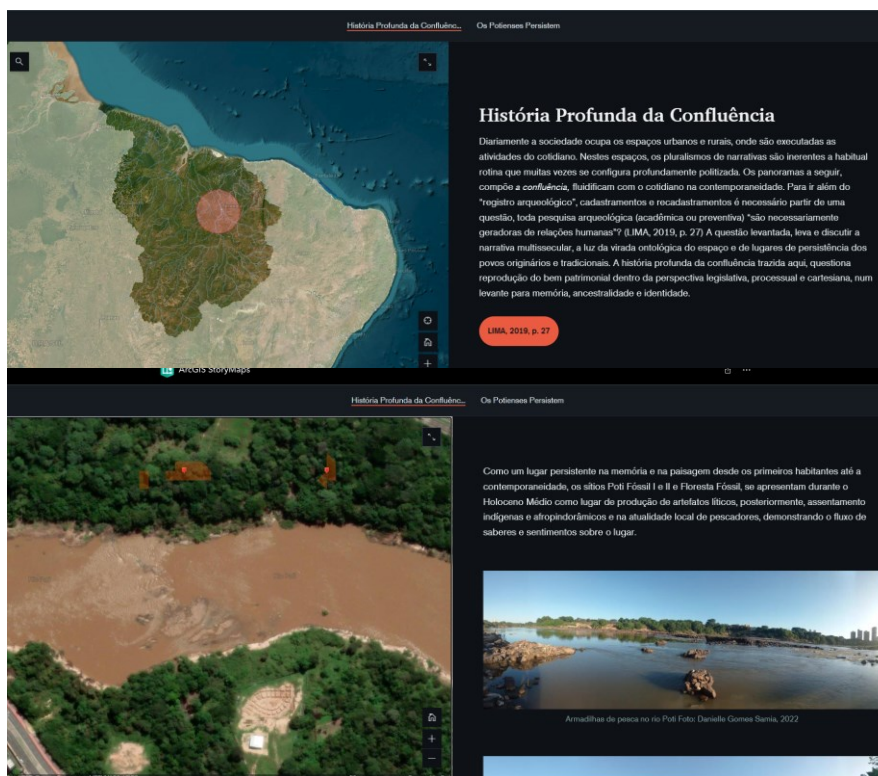 História Profunda da Confluênc...
Os Potienses Persistem
História Profunda da Confluência
Diariamente a sociedade ocupa os espaços urbanos e rurais, onde são executadas as
atividades do cotidiano. Nestes espaços, os pluralismos de narrativas são inerentes a habitual
rotina que muitas vezes se configura profundamente politizada. Os panoramas a seguir,
compõe a confluência, fluidificam com o cotidiano na contemporaneidade. Para ir além do
"registro arqueológico", cadastramentos e recadastramentos é necessário partir de uma
questão, toda pesquisa arqueológica (acadêmica ou preventiva) "são necessariamente
geradoras de relações humanas"? (LIMA, 2019, p. 27) A questão levantada, leva e discutir a
narrativa multissecular, a luz da virada ontológica do espaço e de lugares de persistência dos
povos originários e tradicionais. A história profunda da confluência trazida aqui, questiona
reprodução do bem patrimonial dentro da perspectiva legislativa, processual e cartesiana, num
levante para memória, ancestralidade e identidade.
LIMA, 2019, p. 27
ArcGIS StoryMaps
História Profunda da Confluênc...
Os Potienses Persistem
Como um lugar persistente na memória e na paisagem desde os primeiros habitantes até a
contemporaneidade, os sítios Poti Fóssil I e II e Floresta Fóssil, se apresentam durante o
Holoceno Médio como lugar de produção de artefatos líticos, posteriormente, assentamento
indígenas e afropindorâmicos e na atualidade local de pescadores, demonstrando o fluxo de
saberes e sentimentos sobre o lugar.
Armadilhas de pesca no rio Poti Foto: Danielle Gomes Samia, 2022